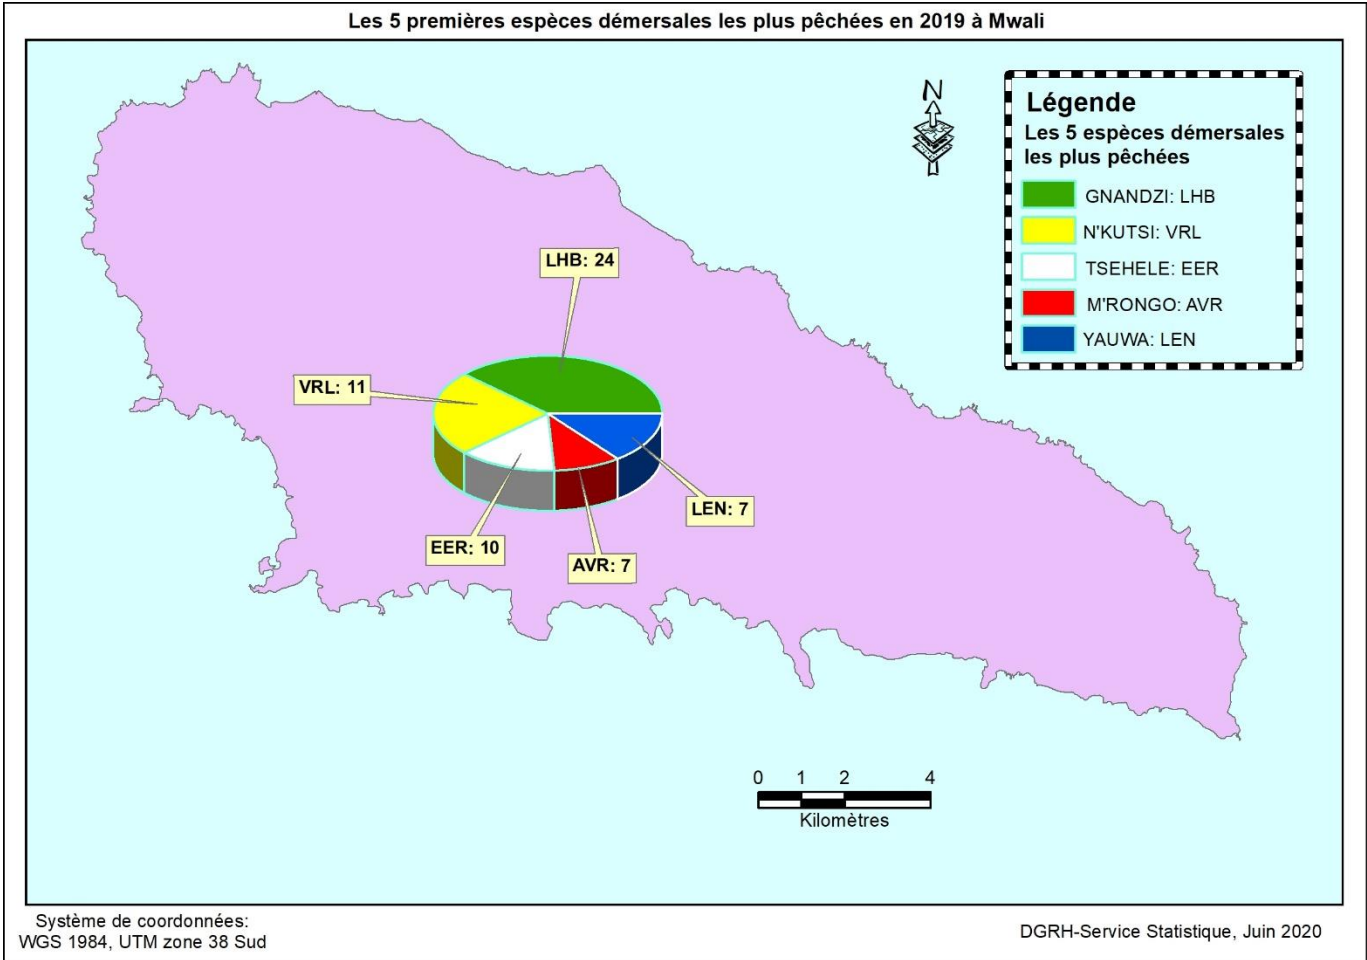 Les 5 premières espèces démersales les plus pêchées en 2019 à Mwali
N
Légende
Les 5 espèces démersales
les plus pêchées
GNANDZI: LHB
N'KUTSI: VRL
TSEHELE: EER
M'RONGO: AVR
YAUWA: LEN
LHB: 24
VRL: 11
LEN: 7
EER: 10
AVR: 7
0 1 2 4
Kilomètres
Système de coordonnées:
WGS 1984, UTM zone 38 Sud
DGRH-Service Statistique, Juin 2020